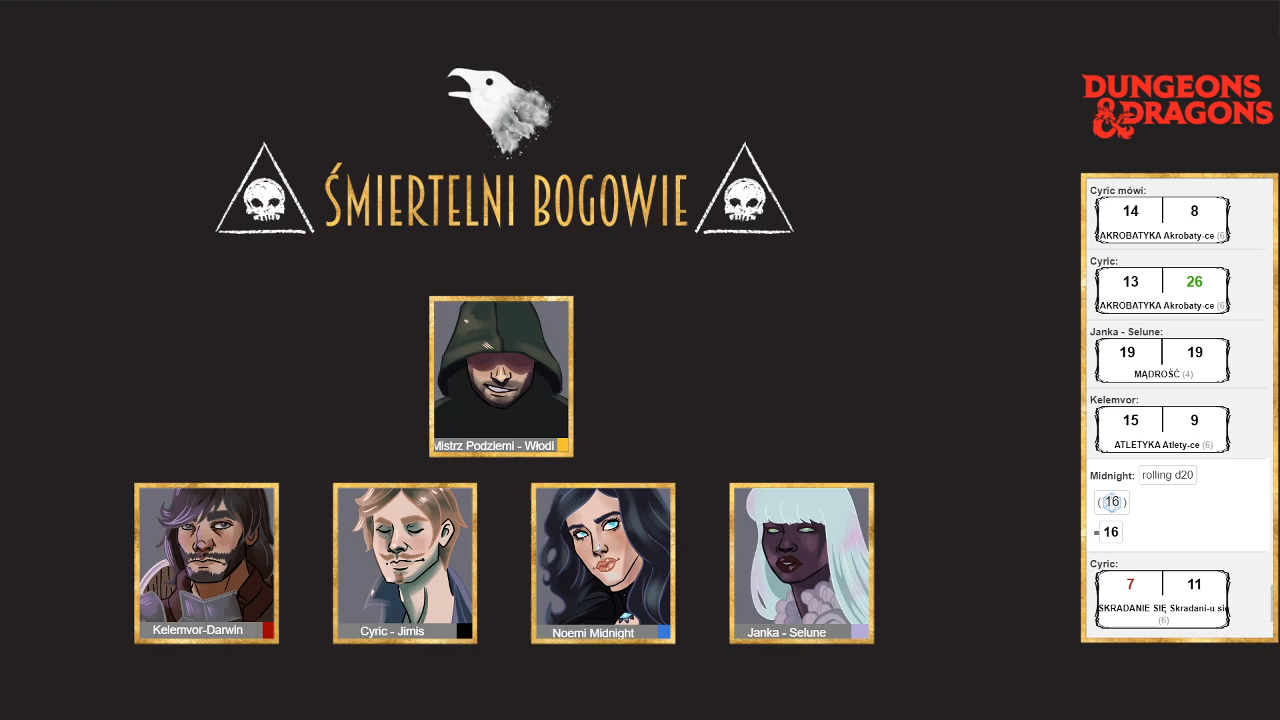 ŚMIERTELNI BOGOWIE
Mistrz Podziemi - Włodi
Kelemvor-Darwin
Cyric - Jimis
Noemi Midnight
Janka - Selune
DUNGEONS
& DRAGONS
Cyric mówi:
14 8
AKROBATYKA Akrobaty-ce (6)
Cyric:
13 26
AKROBATYKA Akrobaty-ce (6)
Janka - Selune:
19 19
MĄDROŚĆ (4)
Kelemvor:
15 9
ATLETYKA Atlety-ce (6)
Midnight: rolling d20
(16)
=16
Cyric:
7 11
SKRADANIE SIĘ Skradani-u się
(6)